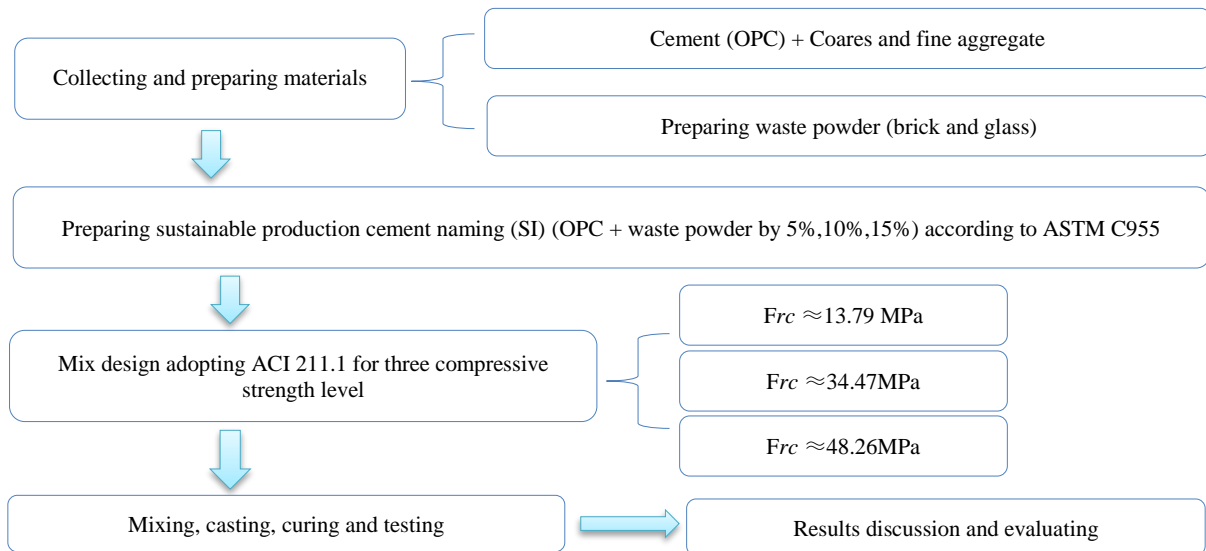 Cement (OPC) + Coares and fine aggregate
Collecting and preparing materials
Preparing waste powder (brick and glass)
Preparing sustainable production cement naming (SI) (OPC + waste powder by 5%,10%,15%) according to ASTM C955
Mix design adopting ACI 211.1 for three compressive
strength level
Frc ≈13.79 MPa
Frc ≈34.47MPa
Frc ≈48.26MPa
Mixing, casting, curing and testing
Results discussion and evaluating